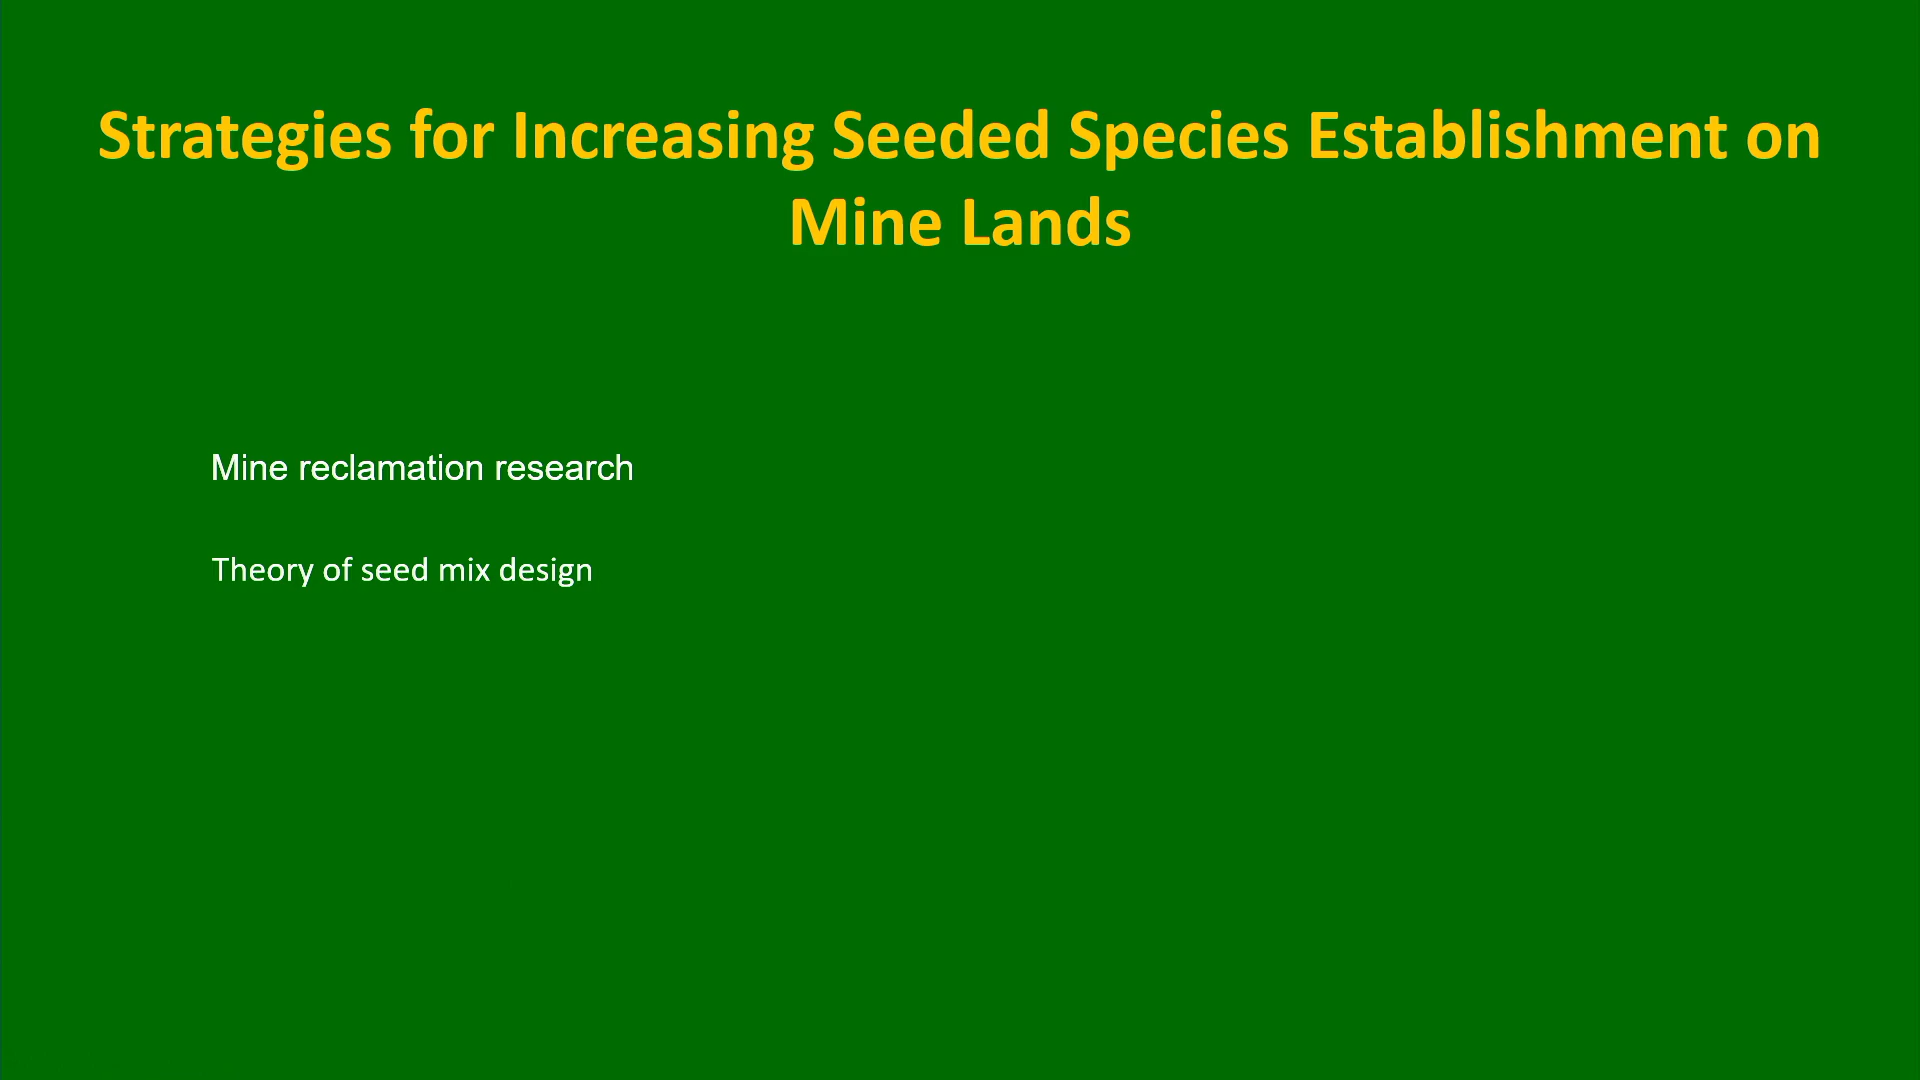 Strategies for Increasing Seeded Species Establishment on
Mine Lands
Mine reclamation research
Theory of seed mix design